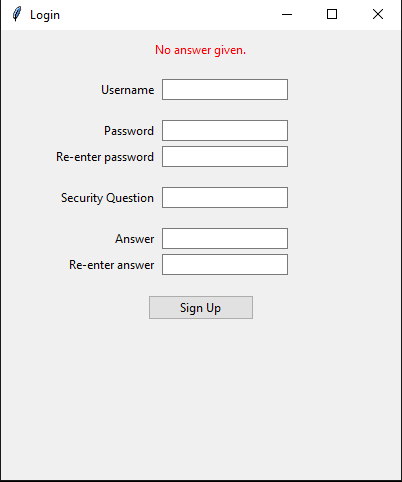 Login
No answer given.
Username
Password
Re-enter password
Security Question
Answer
Re-enter answer
Sign Up